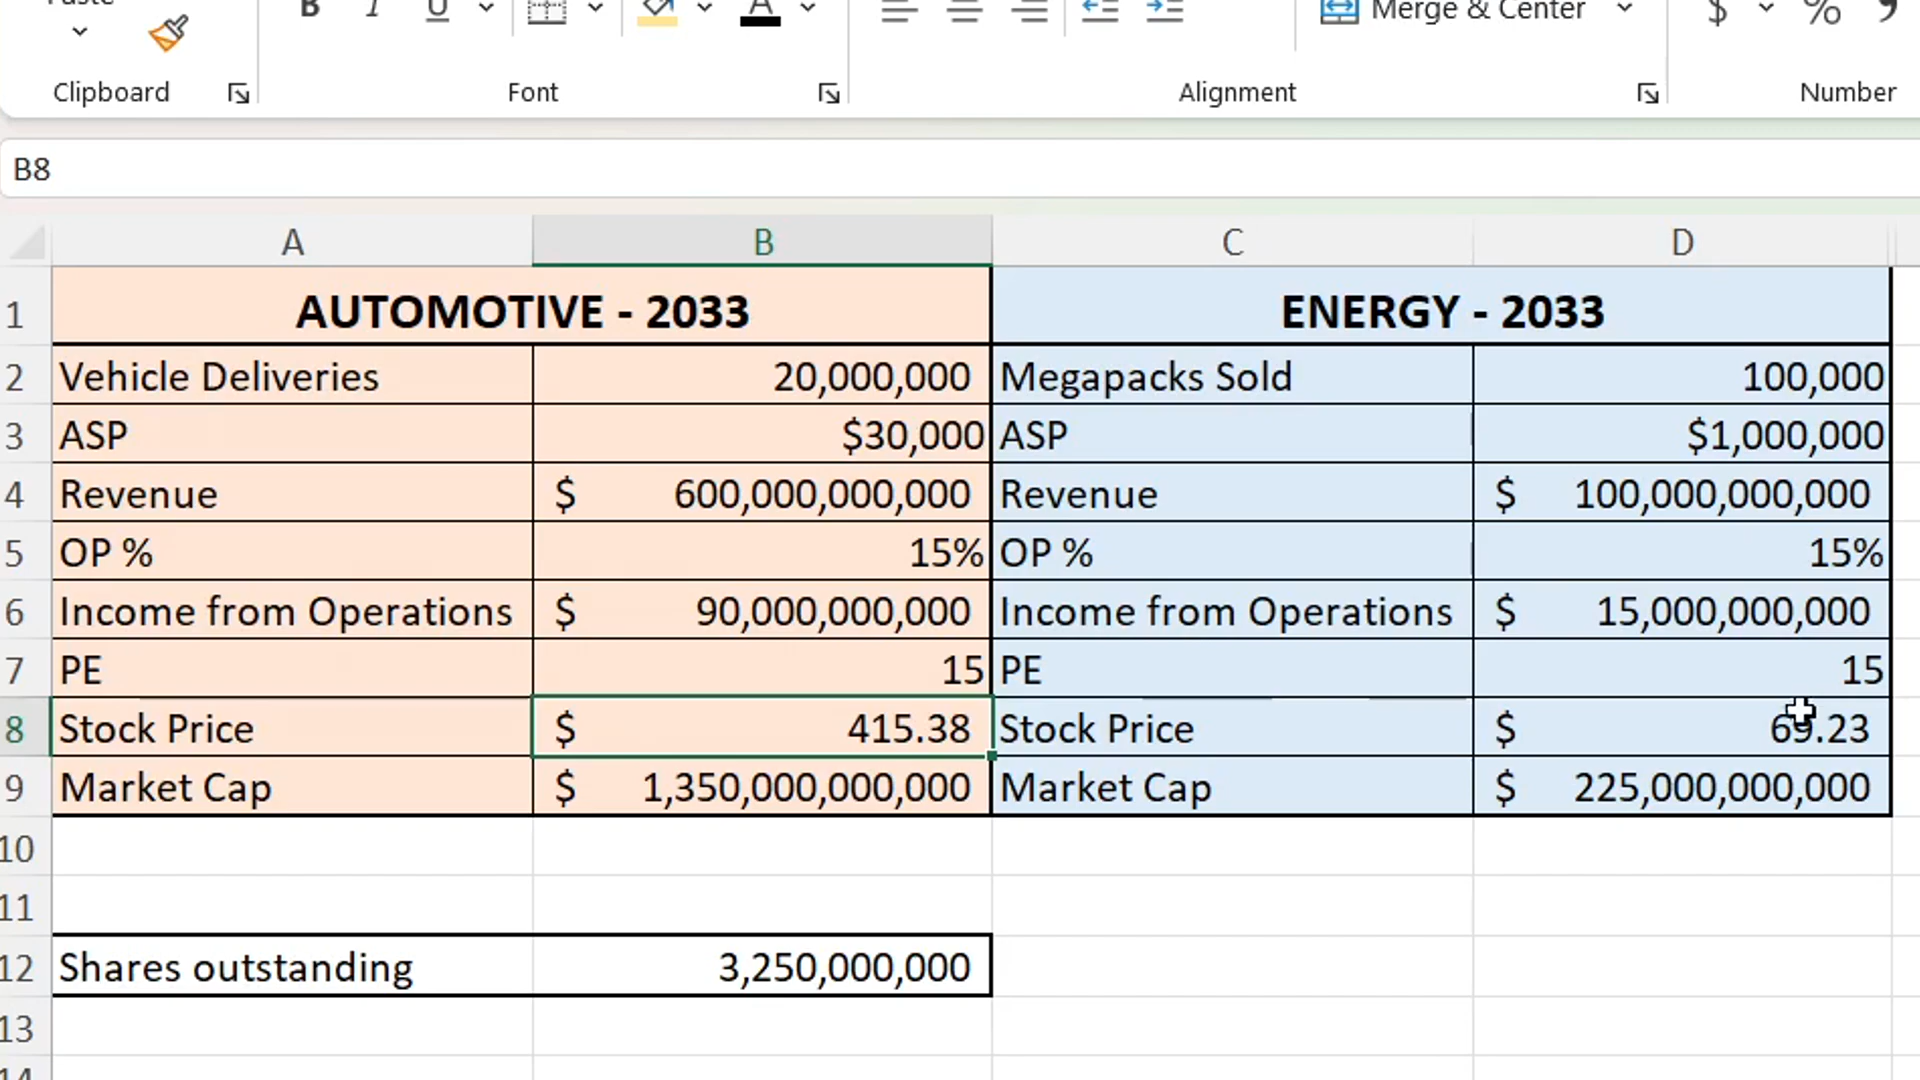 Clipboard Font Alignment Number
B I U A Merge & Center $ %
B8
A B C D
1 AUTOMOTIVE - 2033 ENERGY - 2033
2 Vehicle Deliveries 20,000,000 Megapacks Sold 100,000
3 ASP $30,000 ASP $1,000,000
4 Revenue $ 600,000,000,000 Revenue $ 100,000,000,000
5 OP % 15% OP % 15%
6 Income from Operations $ 90,000,000,000 Income from Operations $ 15,000,000,000
7 PE 15 PE 15
8 Stock Price $ 415.38 Stock Price $ 69.23
9 Market Cap $ 1,350,000,000,000 Market Cap $ 225,000,000,000
10
11
12 Shares outstanding 3,250,000,000
13
14